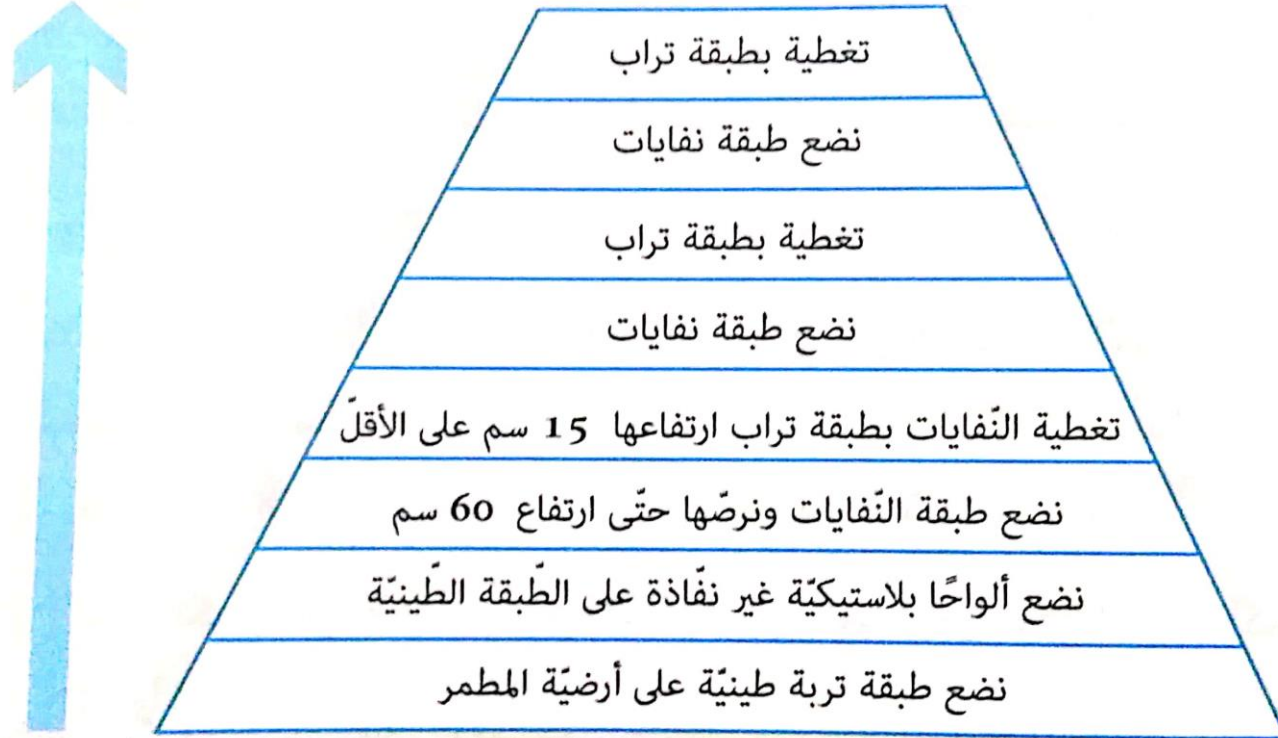 تغطية بطبقة تراب
نضع طبقة نفايات
تغطية بطبقة تراب
نضع طبقة نفايات
تغطية النّفايات بطبقة تراب ارتفاعها 15 سم على الأقلّ
نضع طبقة النّفايات ونرصّها حتّى ارتفاع 60 سم
نضع ألواحًا بلاستيكيّة غير نفّاذة على الطّبقة الطّينيّة
نضع طبقة تربة طينيّة على أرضيّة المطمر